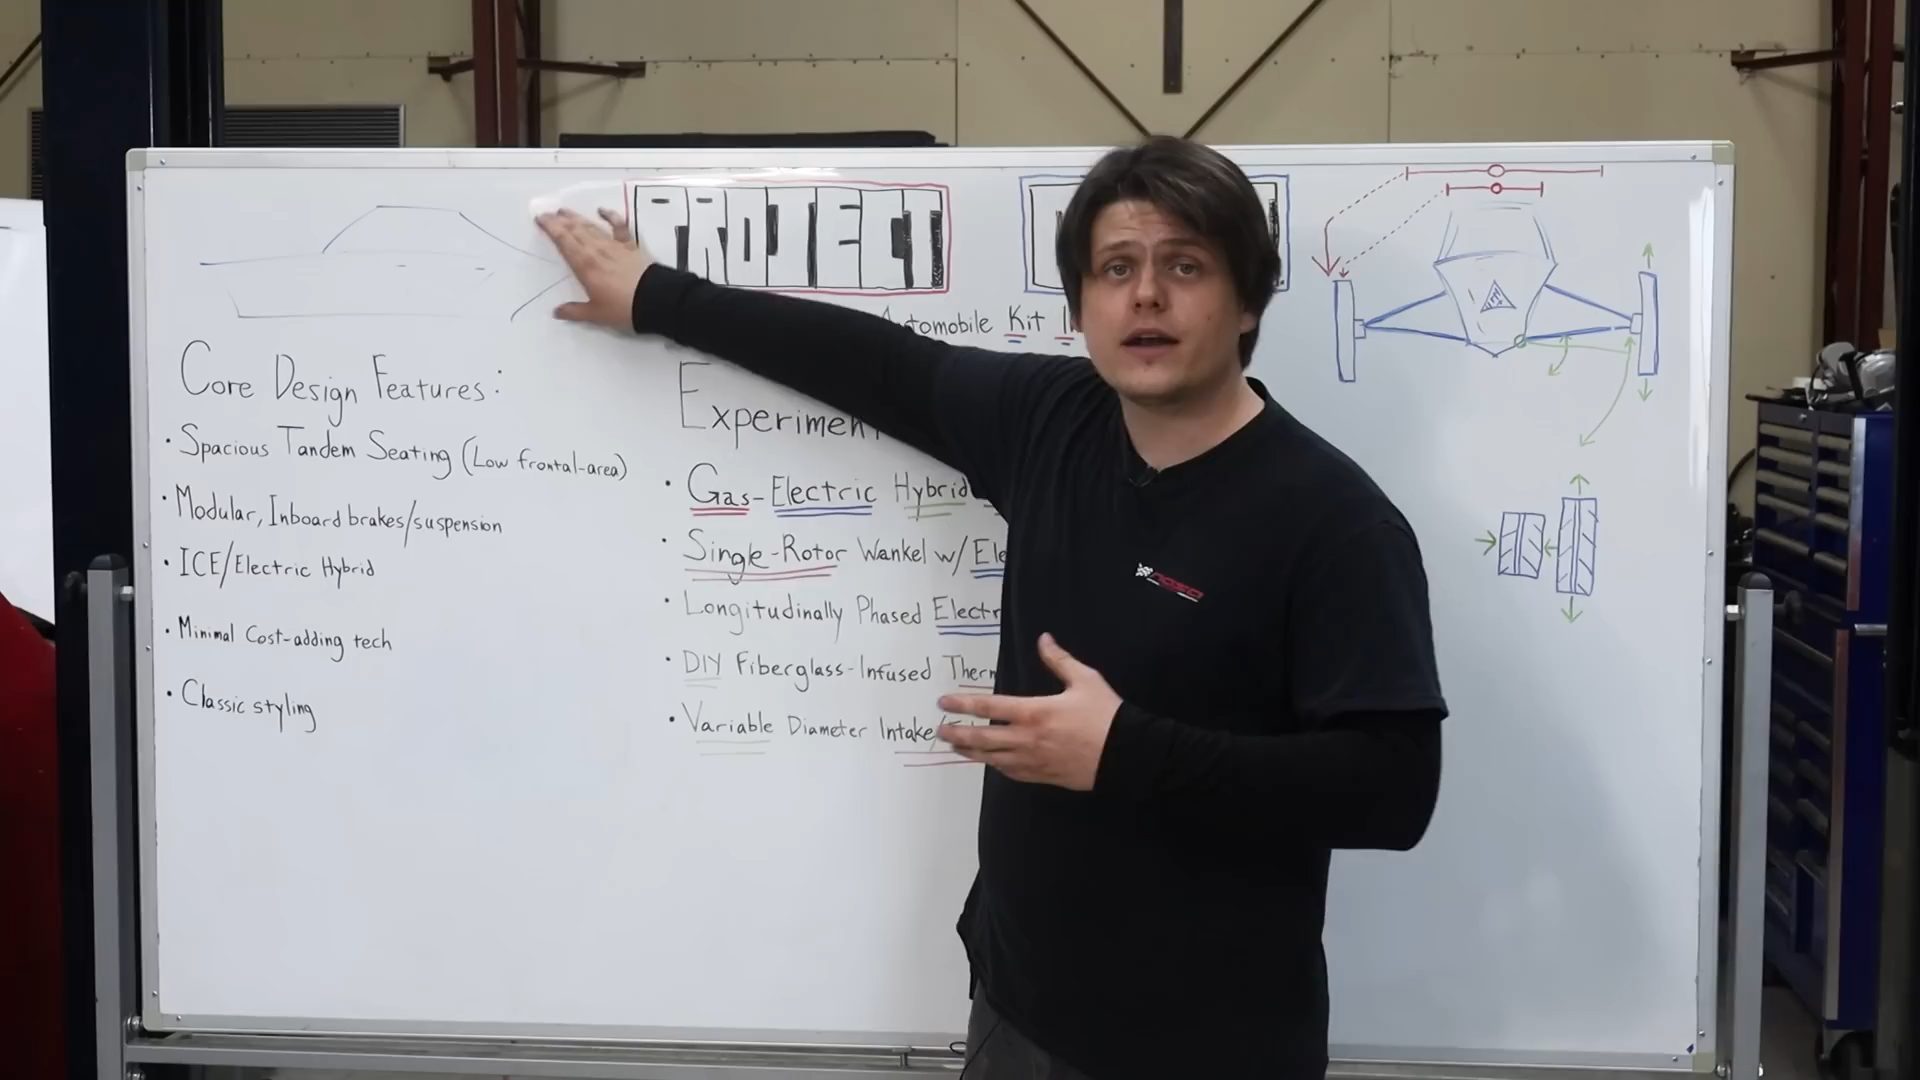 PROJECT
Automobile Kit
Core Design Features:
• Spacious Tandem Seating (Low frontal-area)
• Modular, Inboard brakes/suspension
• ICE/Electric Hybrid
• Minimal Cost-adding tech
• Classic styling
Experimen
• Gas-Electric Hybrid
• Single-Rotor Wankel w/ Ele
• Longitudinally Phased Electr
• DIY Fiberglass-Infused Therm
• Variable Diameter Intake/
nasa